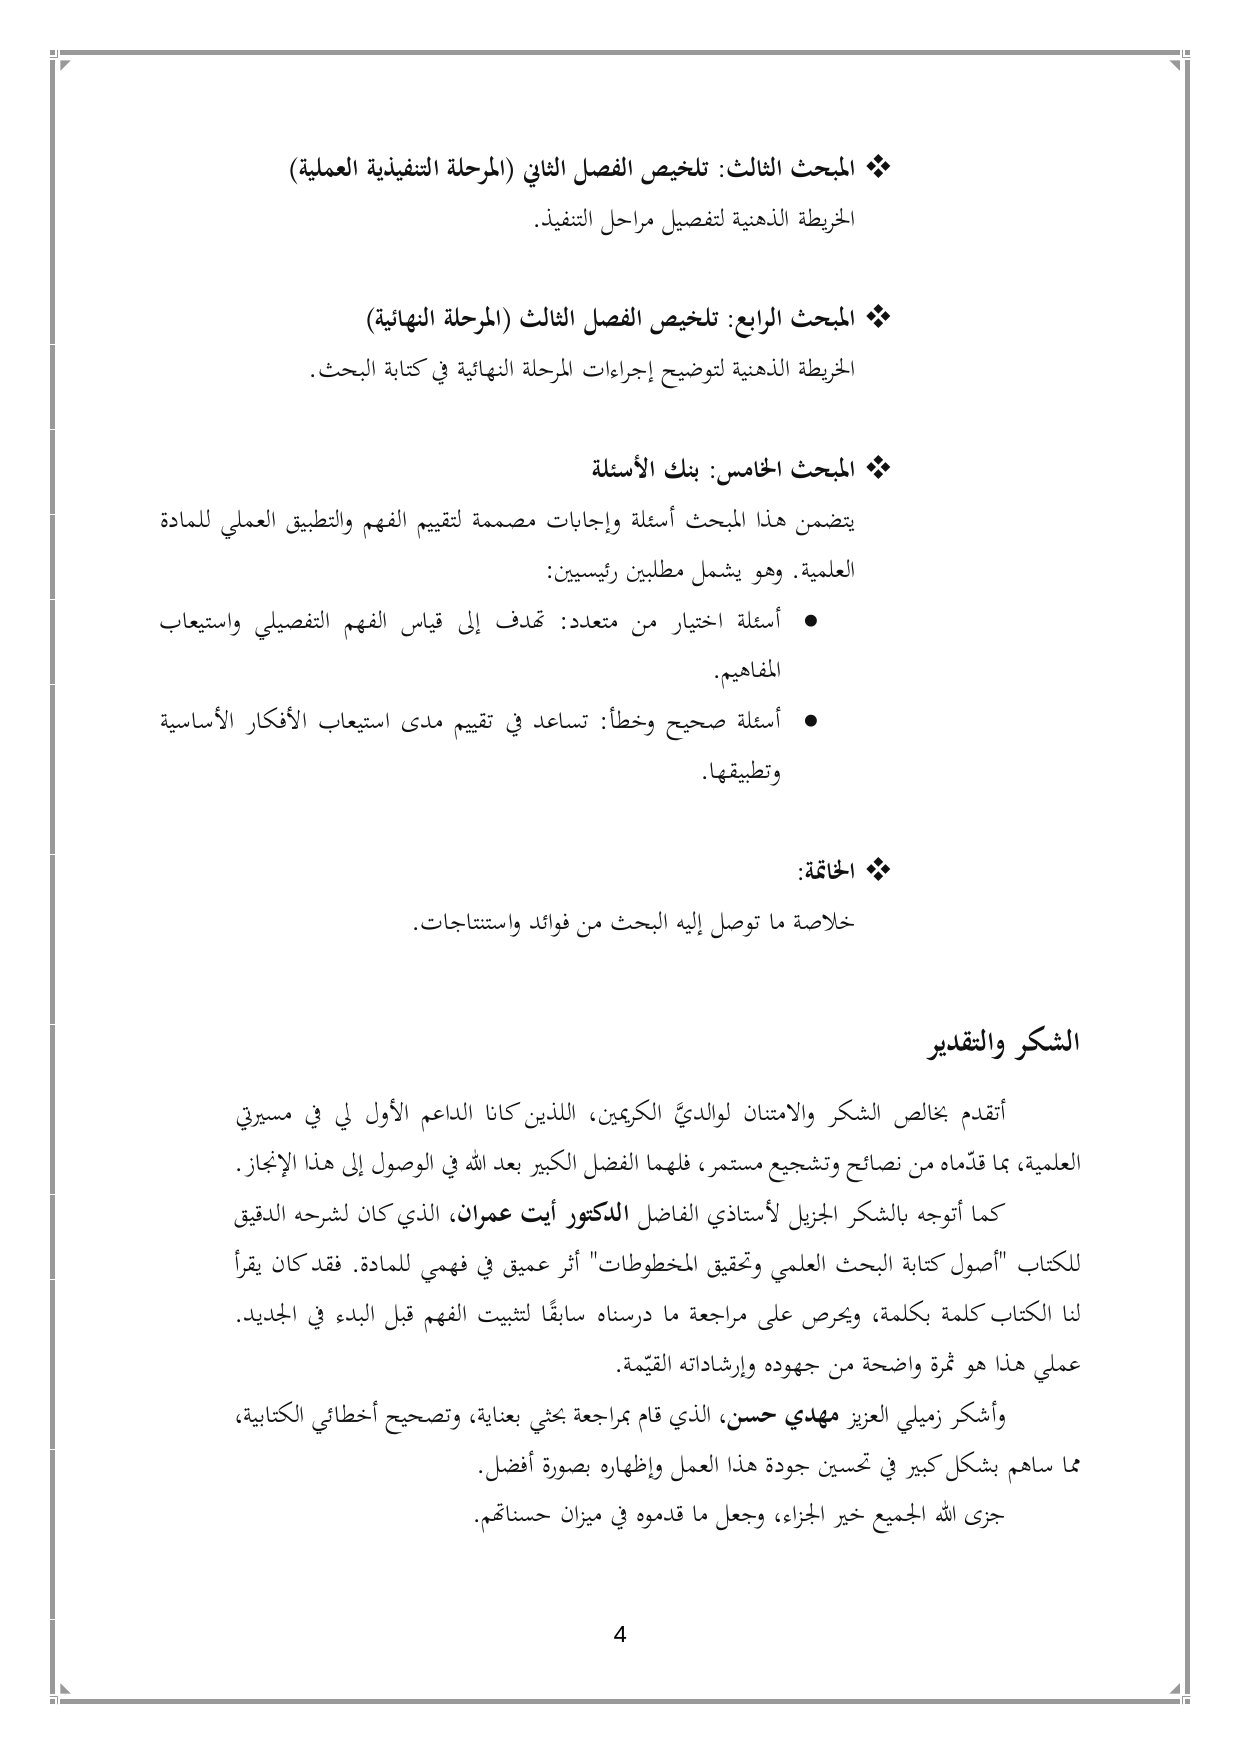 ❖ المبحث الثالث: تلخيص الفصل الثاني (المرحلة التنفيذية العملية)
الخريطة الذهنية لتفصيل مراحل التنفيذ.
❖ المبحث الرابع: تلخيص الفصل الثالث (المرحلة النهائية)
الخريطة الذهنية لتوضيح إجراءات المرحلة النهائية في كتابة البحث.
❖ المبحث الخامس: بنك الأسئلة
يتضمن هذا المبحث أسئلة وإجابات مصممة لتقييم الفهم والتطبيق العملي للمادة
العلمية. وهو يشمل مطلبين رئيسيين:
● أسئلة اختيار من متعدد: تهدف إلى قياس الفهم التفصيلي واستيعاب
المفاهيم.
● أسئلة صحيح وخطأ: تساعد في تقييم مدى استيعاب الأفكار الأساسية
وتطبيقها.
❖ الخاتمة:
خلاصة ما توصل إليه البحث من فوائد واستنتاجات.
الشكر والتقدير
أتقدم بخالص الشكر والامتنان لوالديَّ الكريمين، اللذين كانا الداعم الأول لي في مسيرتي
العلمية، بما قدّماه من نصائح وتشجيع مستمر، فلهما الفضل الكبير بعد الله في الوصول إلى هذا الإنجاز.
كما أتوجه بالشكر الجزيل لأستاذي الفاضل الدكتور أيت عمران، الذي كان لشرحه الدقيق
للكتاب "أصول كتابة البحث العلمي وتحقيق المخطوطات" أثر عميق في فهمي للمادة. فقد كان يقرأ
لنا الكتاب كلمة بكلمة، ويحرص على مراجعة ما درسناه سابقًا لتثبيت الفهم قبل البدء في الجديد.
عملي هذا هو ثمرة واضحة من جهوده وإرشاداته القيّمة.
وأشكر زميلي العزيز مهدي حسن، الذي قام بمراجعة بحثي بعناية، وتصحيح أخطائي الكتابية،
مما ساهم بشكل كبير في تحسين جودة هذا العمل وإظهاره بصورة أفضل.
جزى الله الجميع خير الجزاء، وجعل ما قدموه في ميزان حسناتهم.
4